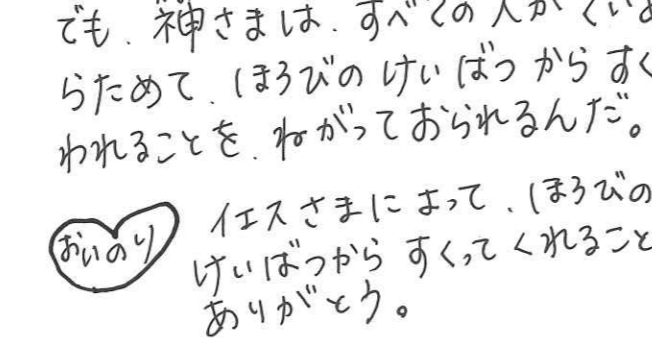 でも、神さまは、すべての人がくいあ
らためて、ほろびのけいばつからすく
われることを、ねがっておられるんだ。
おいのり
イエスさまによって、ほろびの
けいばつからすくってくれること
ありがとう。